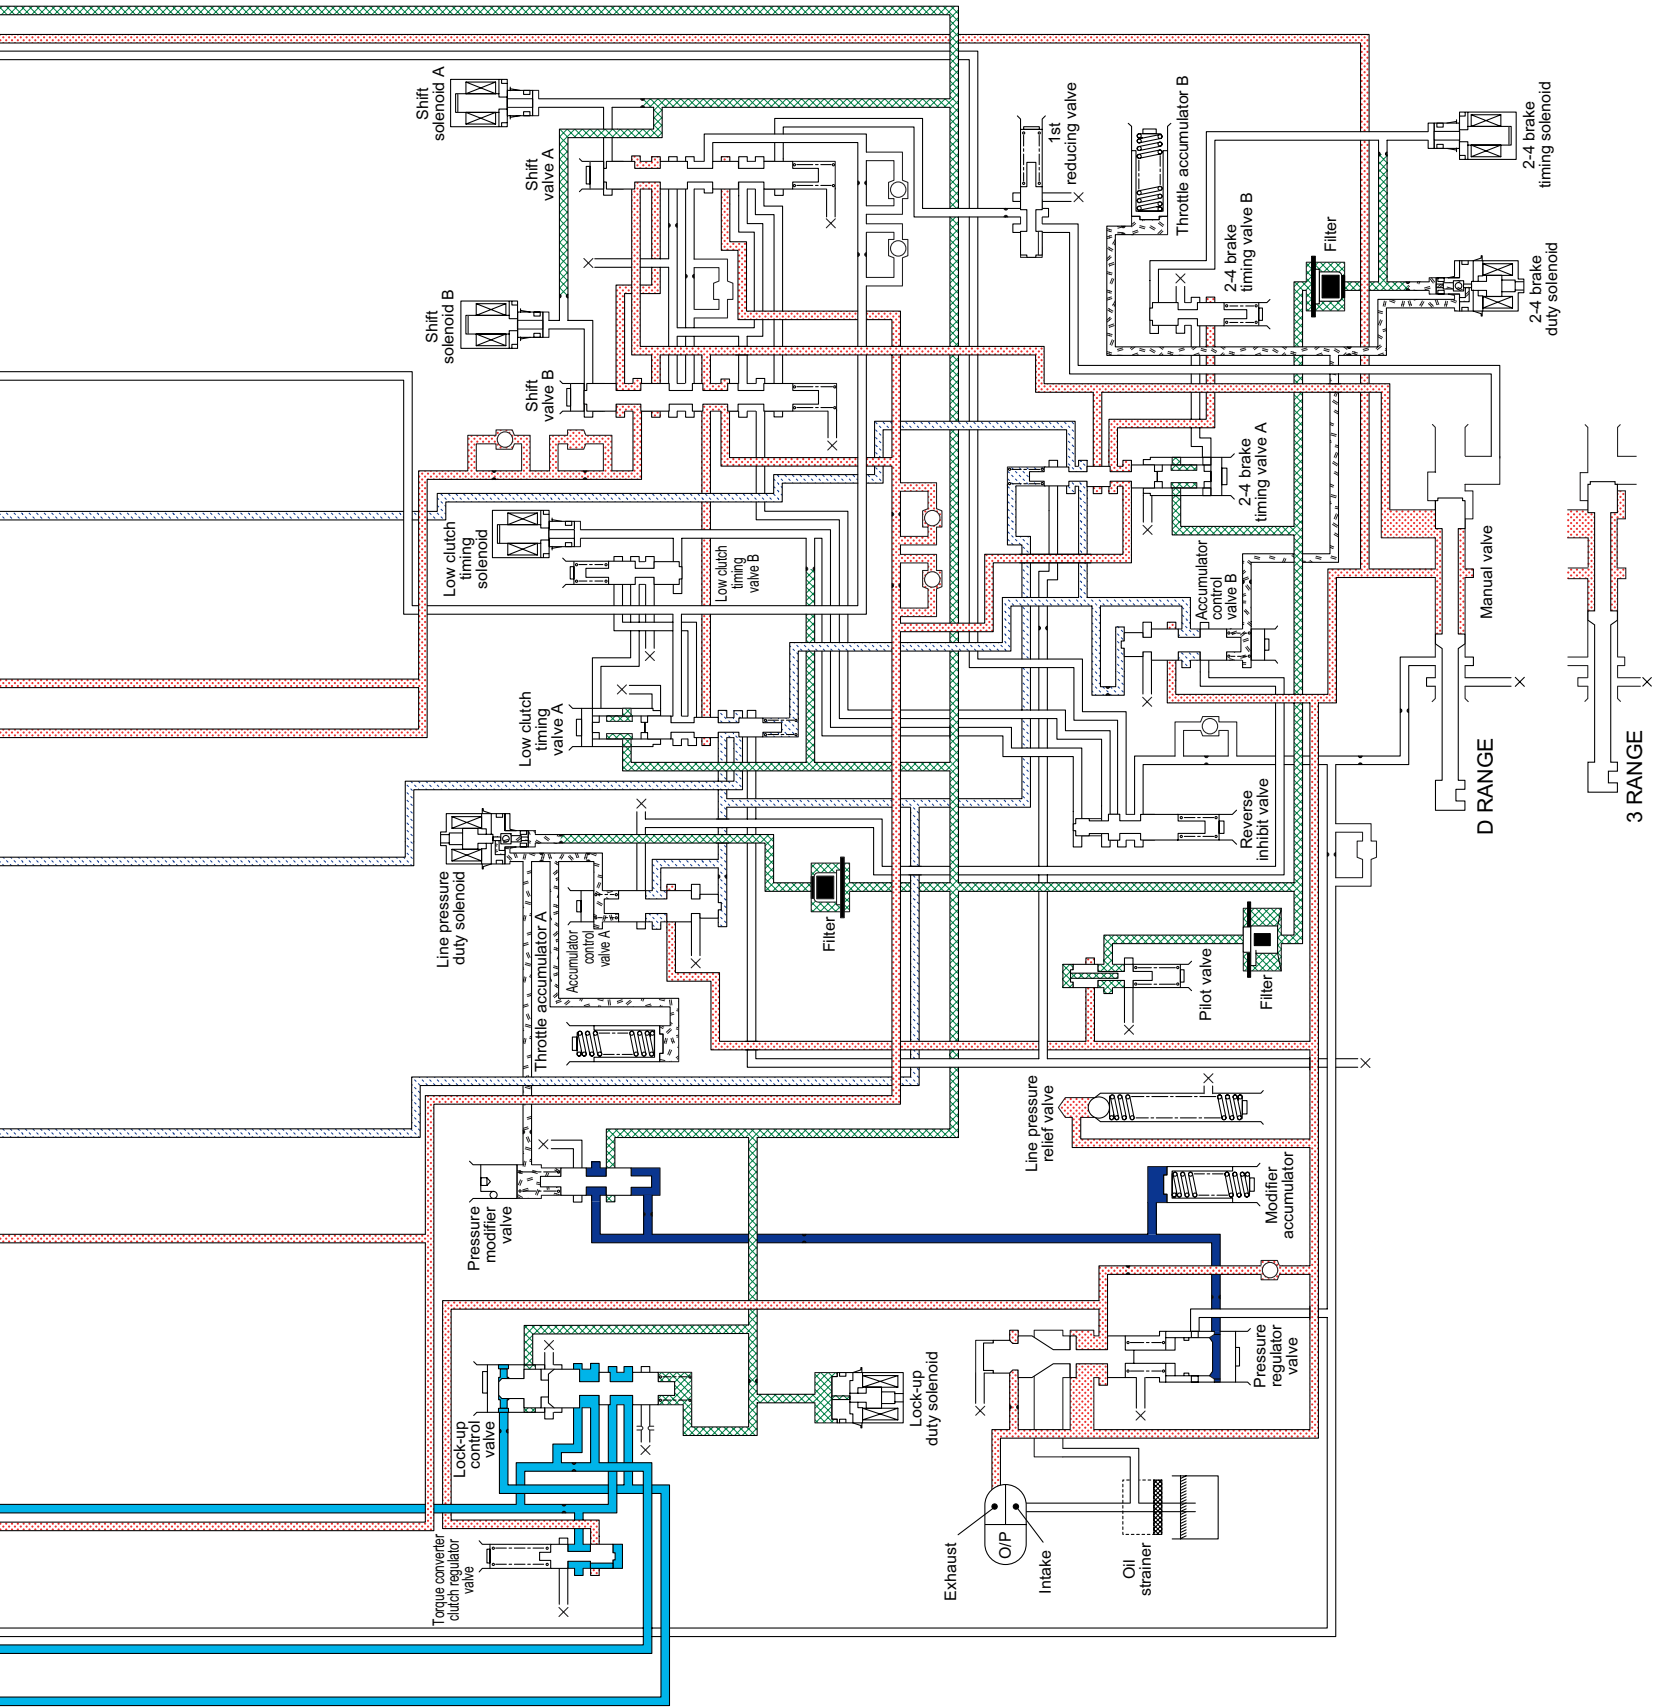 Shift
solenoid A
Shift
valve A
Shift
solenoid B
Shift
valve B
Low clutch
timing
solenoid
Low clutch
timing
valve B
Low clutch
timing
valve A
1st
reducing valve
Throttle accumulator B
2-4 brake
timing valve B
2-4 brake
timing solenoid
Filter
2-4 brake
duty solenoid
2-4 brake
timing valve A
Accumulator
control
valve B
Manual valve
D RANGE
3 RANGE
Reverse
inhibit valve
Line pressure
duty solenoid
Accumulator
control
valve A
Throttle accumulator A
Filter
Pilot valve
Filter
Line pressure
relief valve
Modifier
accumulator
Pressure
modifier
valve
Lock-up
control
valve
Lock-up
duty solenoid
Pressure
regulator
valve
Torque converter
clutch regulator
valve
Exhaust
O/P
Intake
Oil
strainer